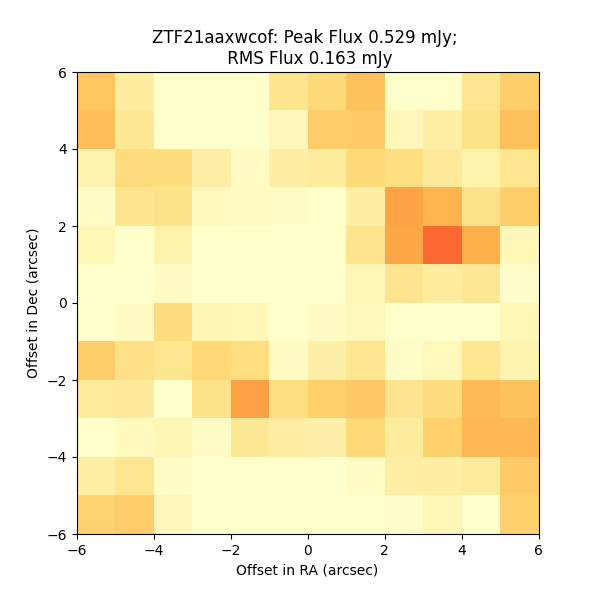 ZTF21aaxwcof: Peak Flux 0.529 mJy;
RMS Flux 0.163 mJy
6
4
2
0
−2
−4
−6
Offset in Dec (arcsec)
−6 −4 −2 0 2 4 6
Offset in RA (arcsec)